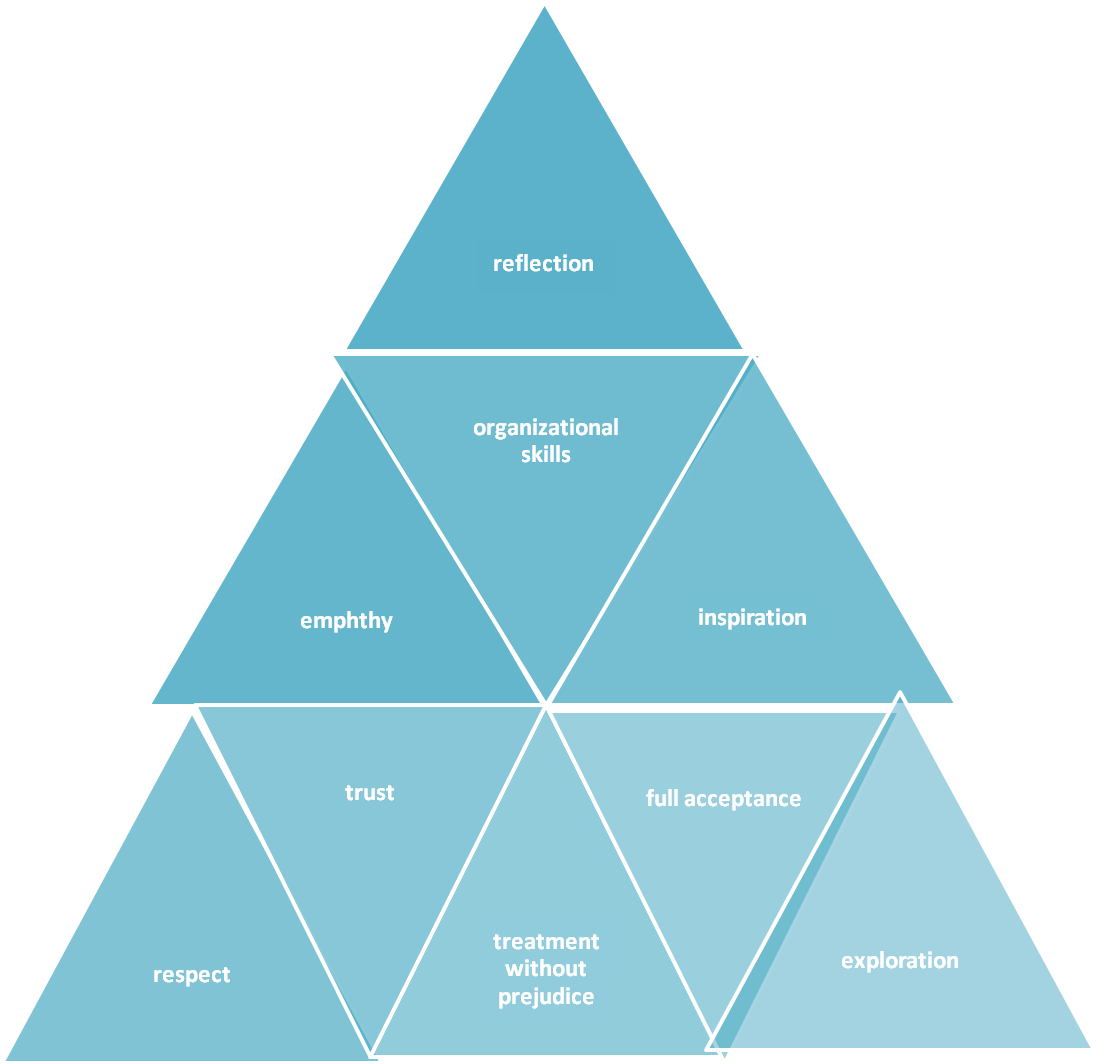 reflection
organizational
skills
emphthy
inspiration
trust
full acceptance
respect
treatment
without
prejudice
exploration